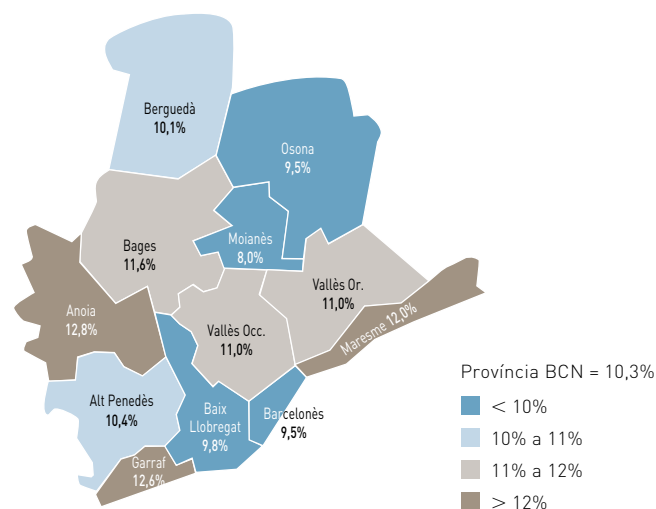 Berguedà
10,1%
Osona
9,5%
Moianès
8,0%
Bages
11,6%
Vallès Or.
11,0%
Anoia
12,8%
Maresme 12,0%
Vallès Occ.
11,0%
Alt Penedès
10,4%
Baix
Llobregat
9,8%
Barcelonès
9,5%
Garraf
12,6%
Província BCN = 10,3%
< 10%
10% a 11%
11% a 12%
> 12%